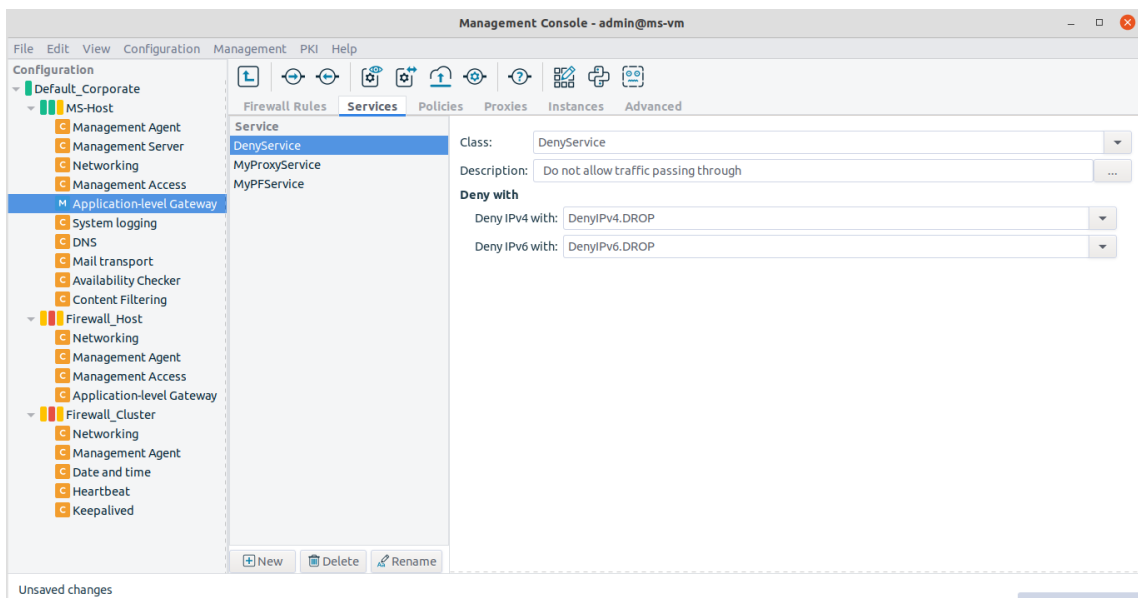 Management Console - admin@ms-vm
File Edit View Configuration Management PKI Help
Configuration
Default_Corporate
MS-Host
C Management Agent
C Management Server
C Networking
C Management Access
M Application-level Gateway
C System logging
C DNS
C Mail transport
C Availability Checker
C Content Filtering
Firewall_Host
C Networking
C Management Agent
C Management Access
C Application-level Gateway
Firewall_Cluster
C Networking
C Management Agent
C Date and time
C Heartbeat
C Keepalived
Firewall Rules Services Policies Proxies Instances Advanced
Service
DenyService
MyProxyService
MyPFService
New Delete Rename
Class: DenyService
Description: Do not allow traffic passing through ...
Deny with
Deny IPv4 with: DenyIPv4.DROP
Deny IPv6 with: DenyIPv6.DROP
Unsaved changes